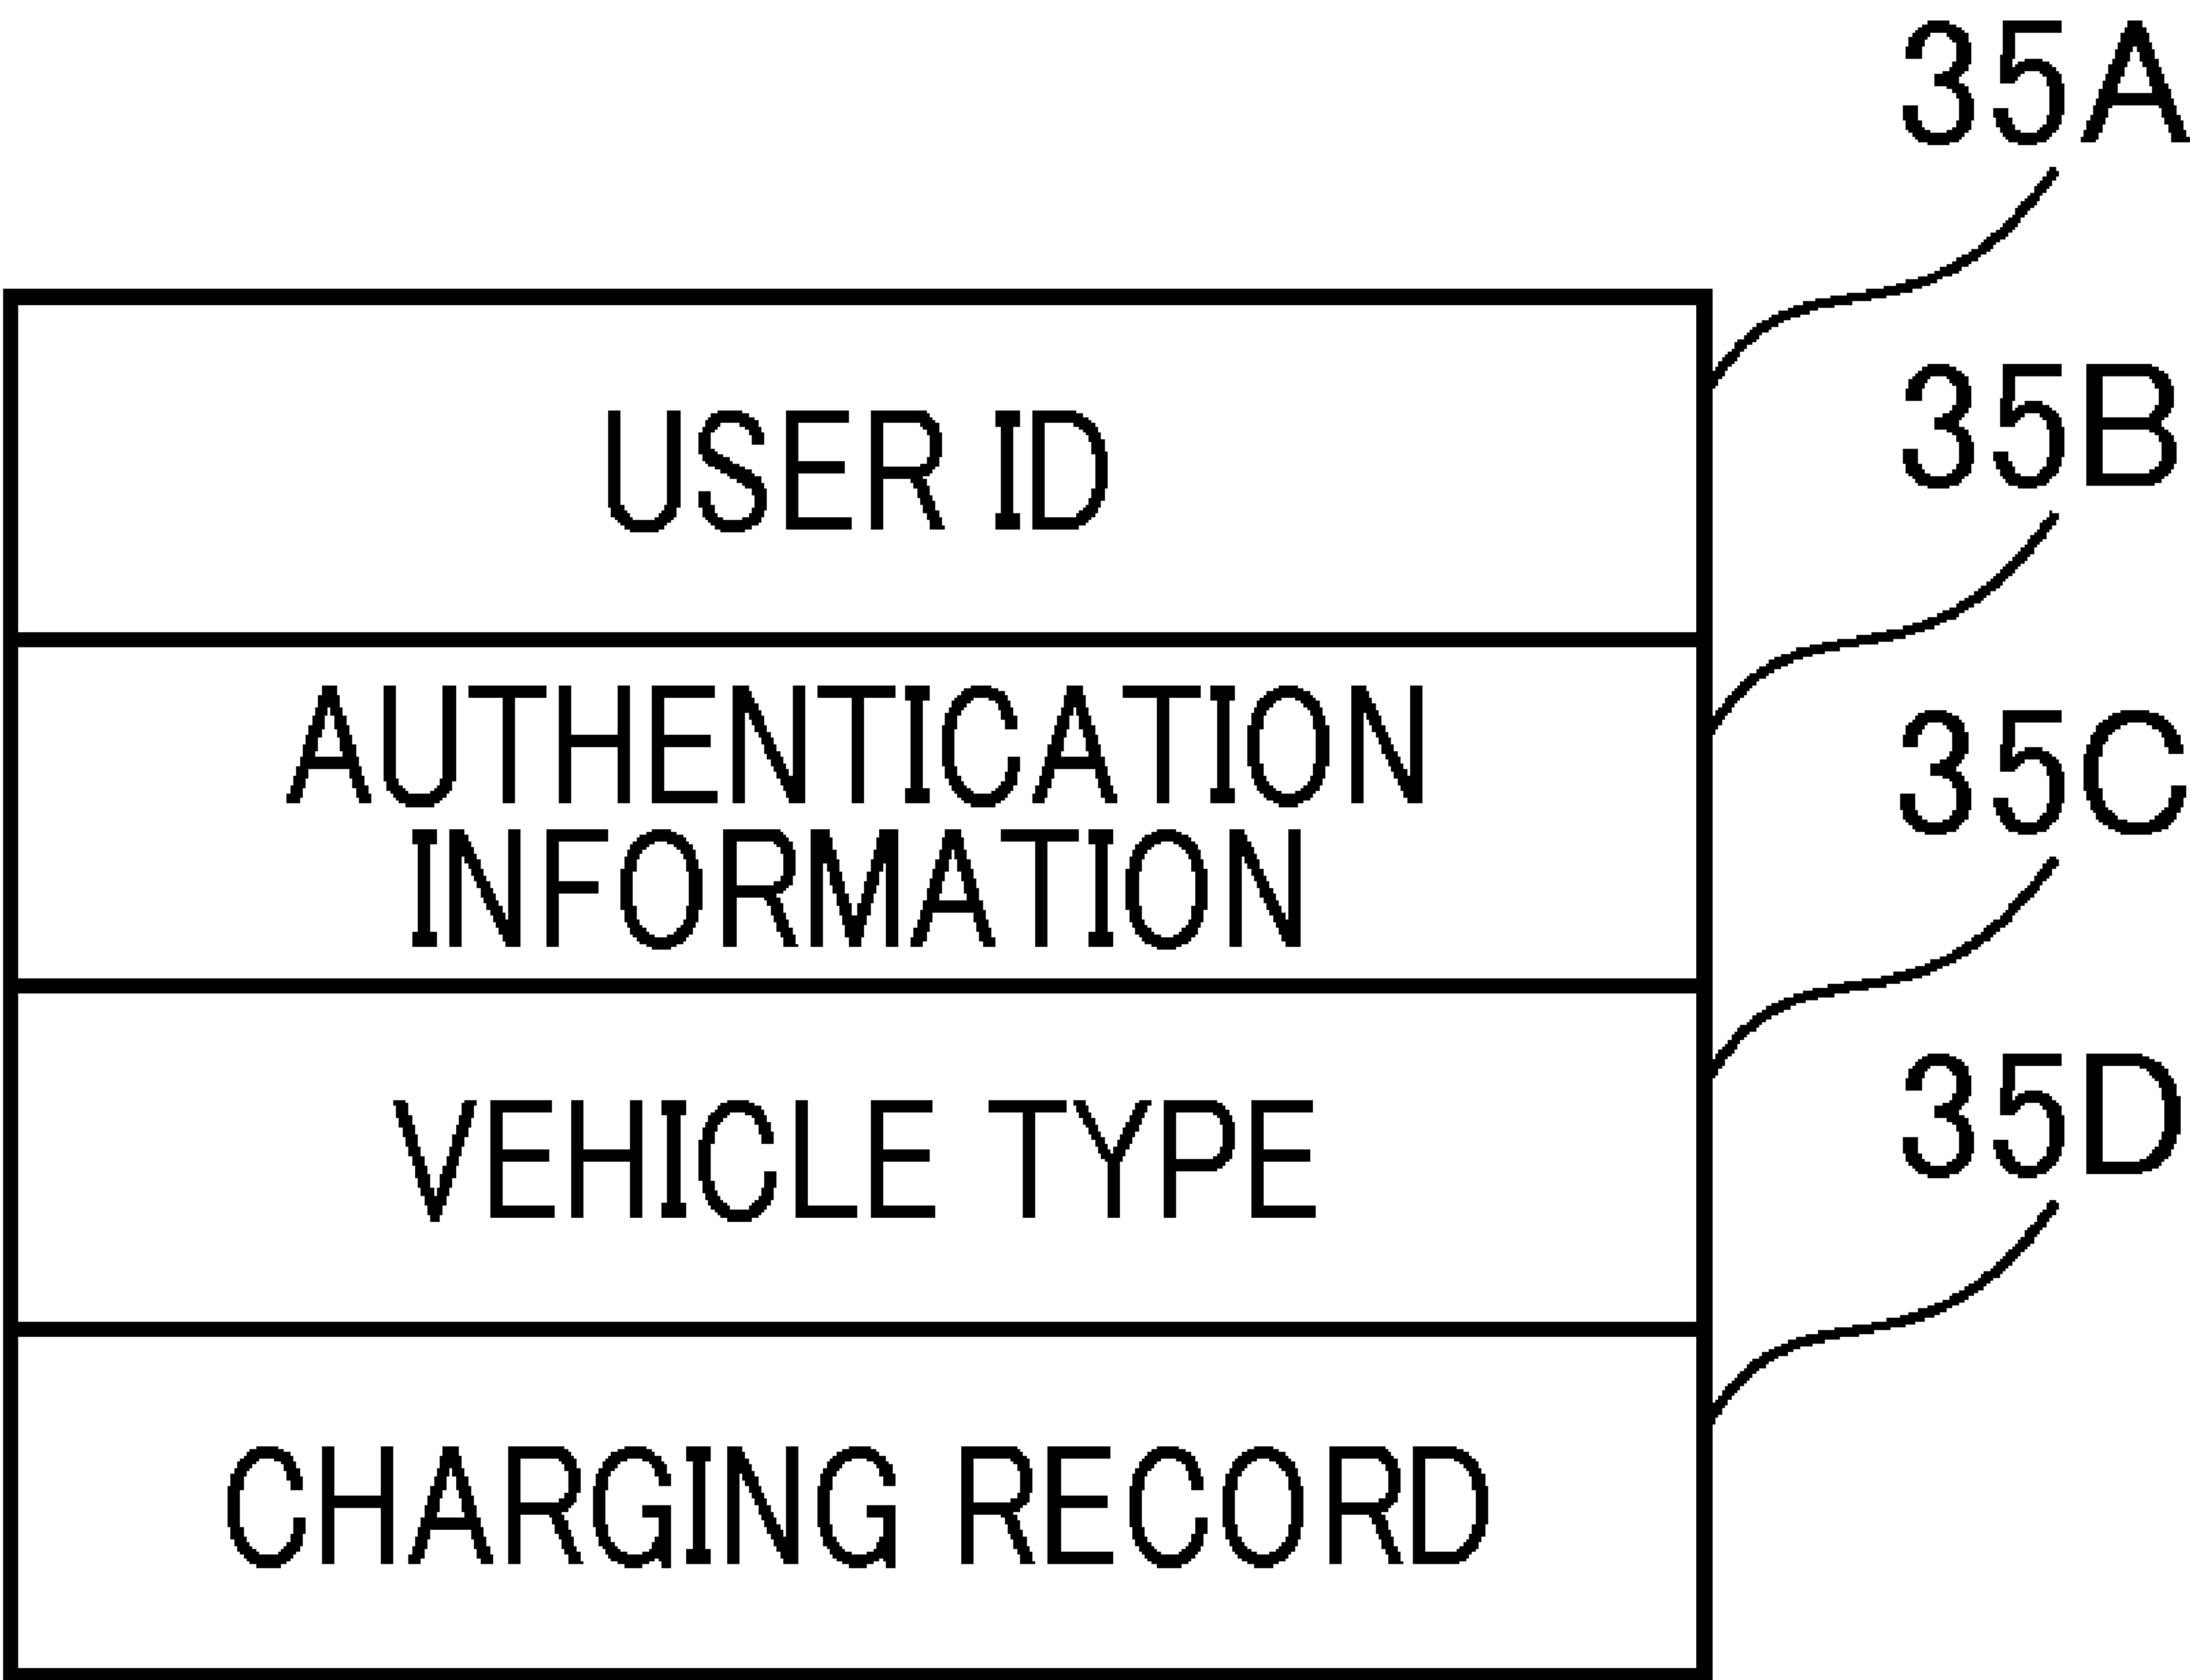 35A
USER ID
35B
AUTHENTICATION
INFORMATION
35C
VEHICLE TYPE
35D
CHARGING RECORD